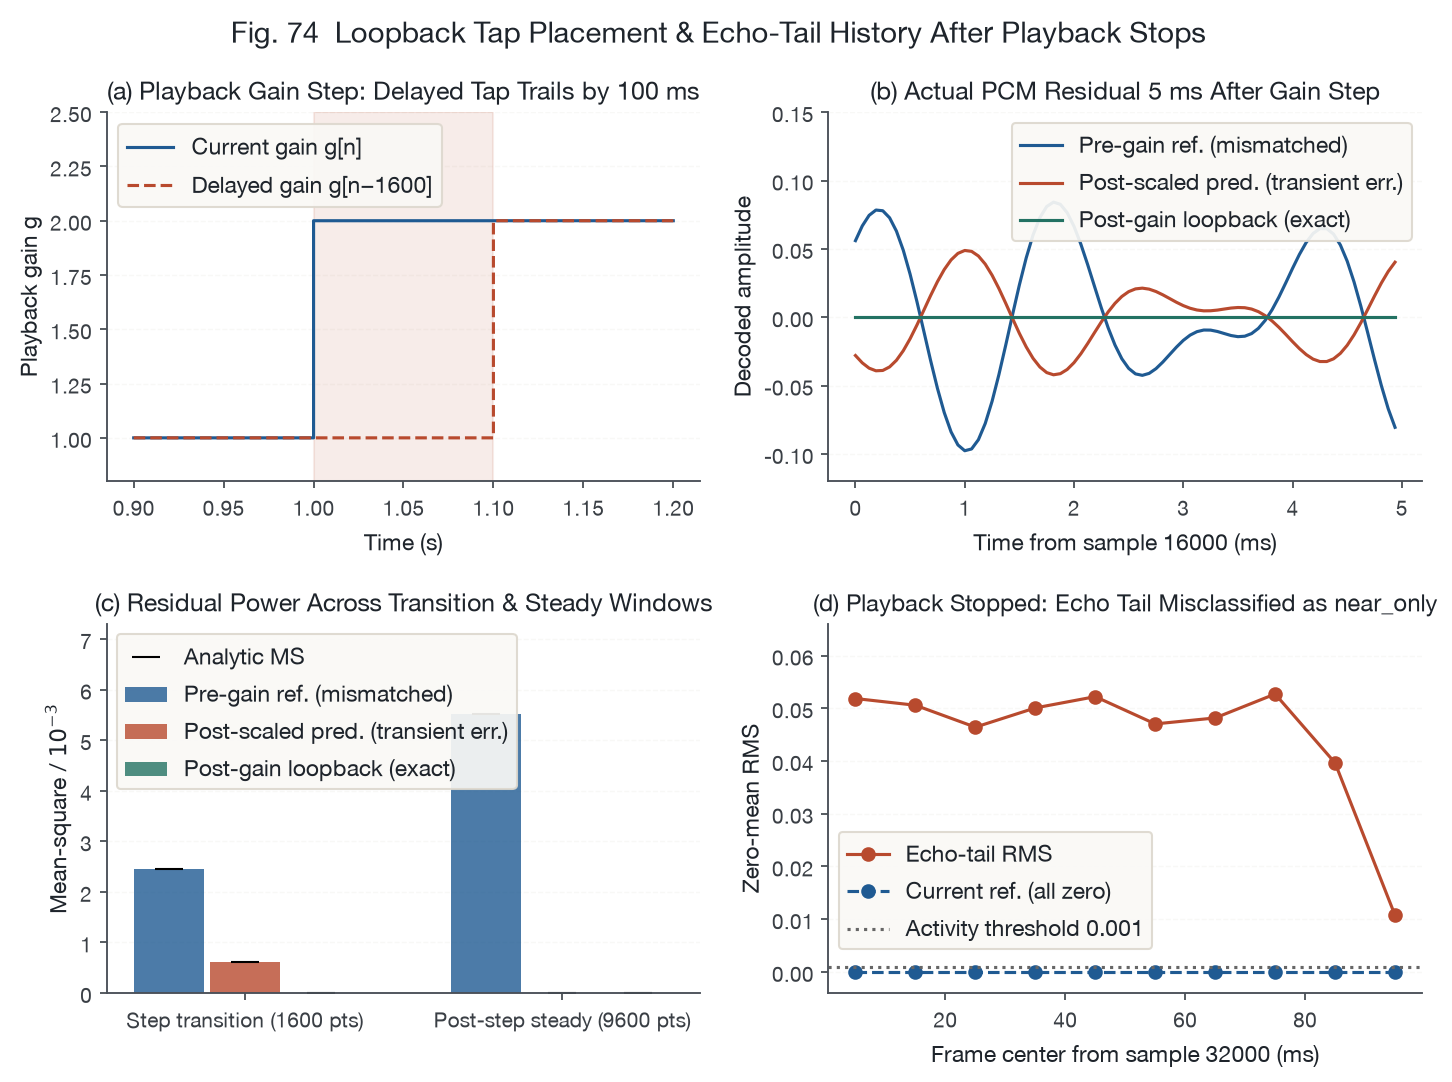 Fig. 74  Loopback Tap Placement & Echo-Tail History After Playback Stops
(a) Playback Gain Step: Delayed Tap Trails by 100 ms
2.50
2.25
2.00
1.75
1.50
1.25
1.00
Playback gain g
Current gain g[n]
Delayed gain g[n−1600]
0.90 0.95 1.00 1.05 1.10 1.15 1.20
Time (s)
(b) Actual PCM Residual 5 ms After Gain Step
0.15
0.10
0.05
0.00
-0.05
-0.10
Decoded amplitude
Pre-gain ref. (mismatched)
Post-scaled pred. (transient err.)
Post-gain loopback (exact)
0 1 2 3 4 5
Time from sample 16000 (ms)
(c) Residual Power Across Transition & Steady Windows
7
6
5
4
3
2
1
0
Mean-square / 10⁻³
Analytic MS
Pre-gain ref. (mismatched)
Post-scaled pred. (transient err.)
Post-gain loopback (exact)
Step transition (1600 pts) Post-step steady (9600 pts)
(d) Playback Stopped: Echo Tail Misclassified as near_only
0.06
0.05
0.04
0.03
0.02
0.01
0.00
Zero-mean RMS
Echo-tail RMS
Current ref. (all zero)
Activity threshold 0.001
20 40 60 80
Frame center from sample 32000 (ms)